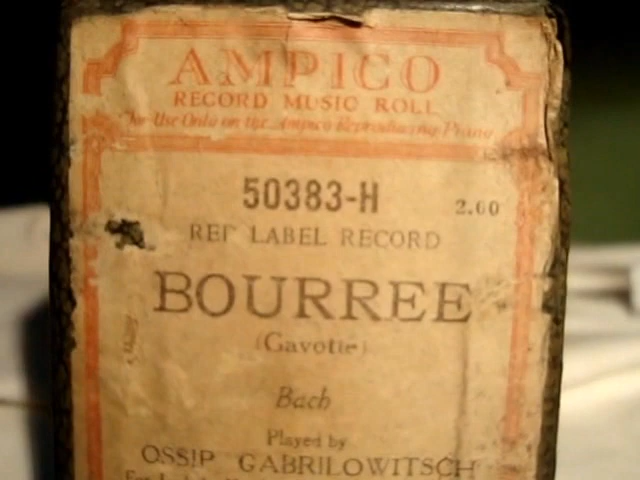 AMPICO
RECORD MUSIC ROLL
For Use Only on the Ampico Reproducing Piano
50383-H 2.00
RED LABEL RECORD
BOURREE
(Gavotte)
Bach
Played by
OSSIP GABRILOWITSCH